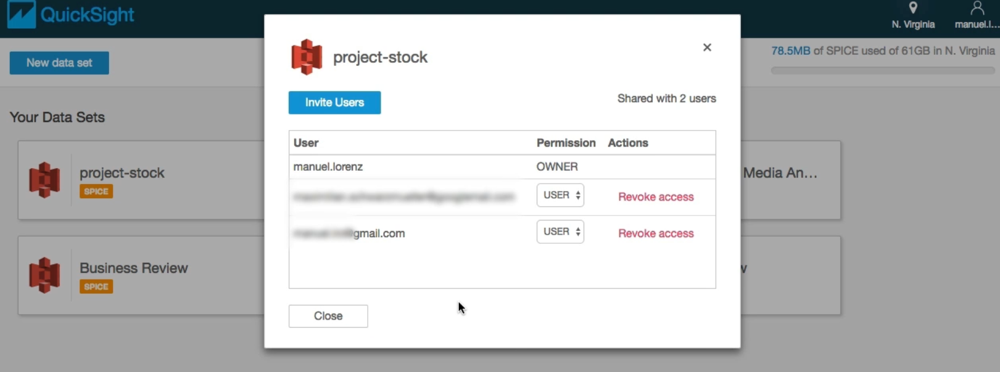 QuickSight
N. Virginia
manuel.l...
New data set
78.5MB of SPICE used of 61GB in N. Virginia
Your Data Sets
project-stock
SPICE
Business Review
SPICE
Media An...
project-stock
×
Invite Users
Shared with 2 users
User Permission Actions
manuel.lorenz OWNER
USER Revoke access
gmail.com USER Revoke access
Close